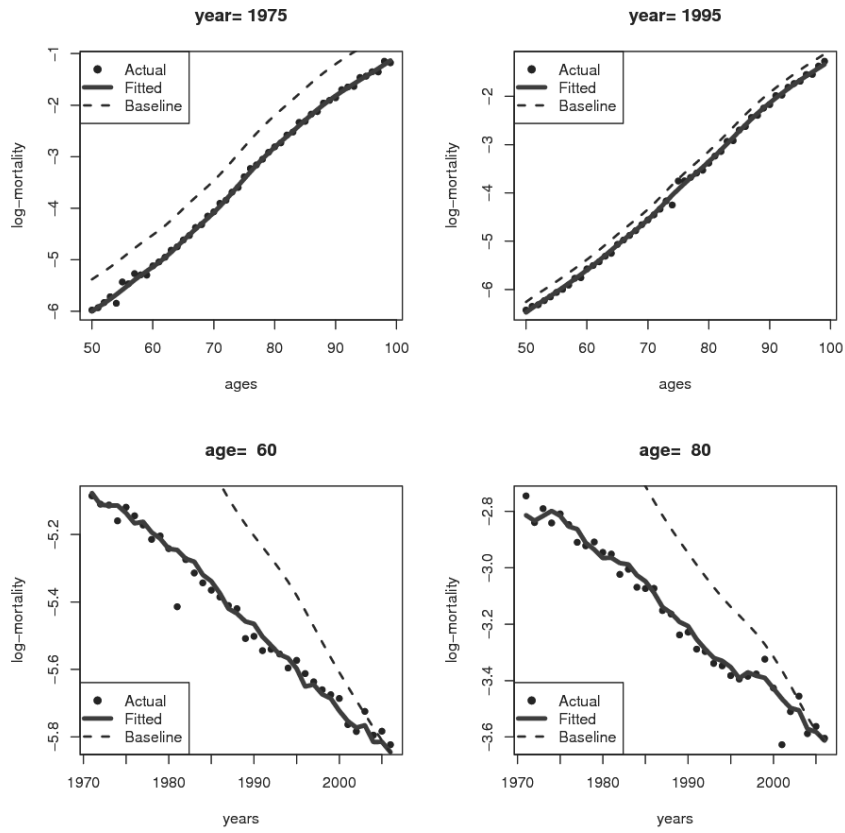 year= 1975
−1
−2
−3
−4
−5
−6
log−mortality
Actual
Fitted
Baseline
50 60 70 80 90 100
ages
year= 1995
−2
−3
−4
−5
−6
log−mortality
Actual
Fitted
Baseline
50 60 70 80 90 100
ages
age= 60
−5.2
−5.4
−5.6
−5.8
log−mortality
Actual
Fitted
Baseline
1970 1980 1990 2000
years
age= 80
−2.8
−3.0
−3.2
−3.4
−3.6
log−mortality
Actual
Fitted
Baseline
1970 1980 1990 2000
years